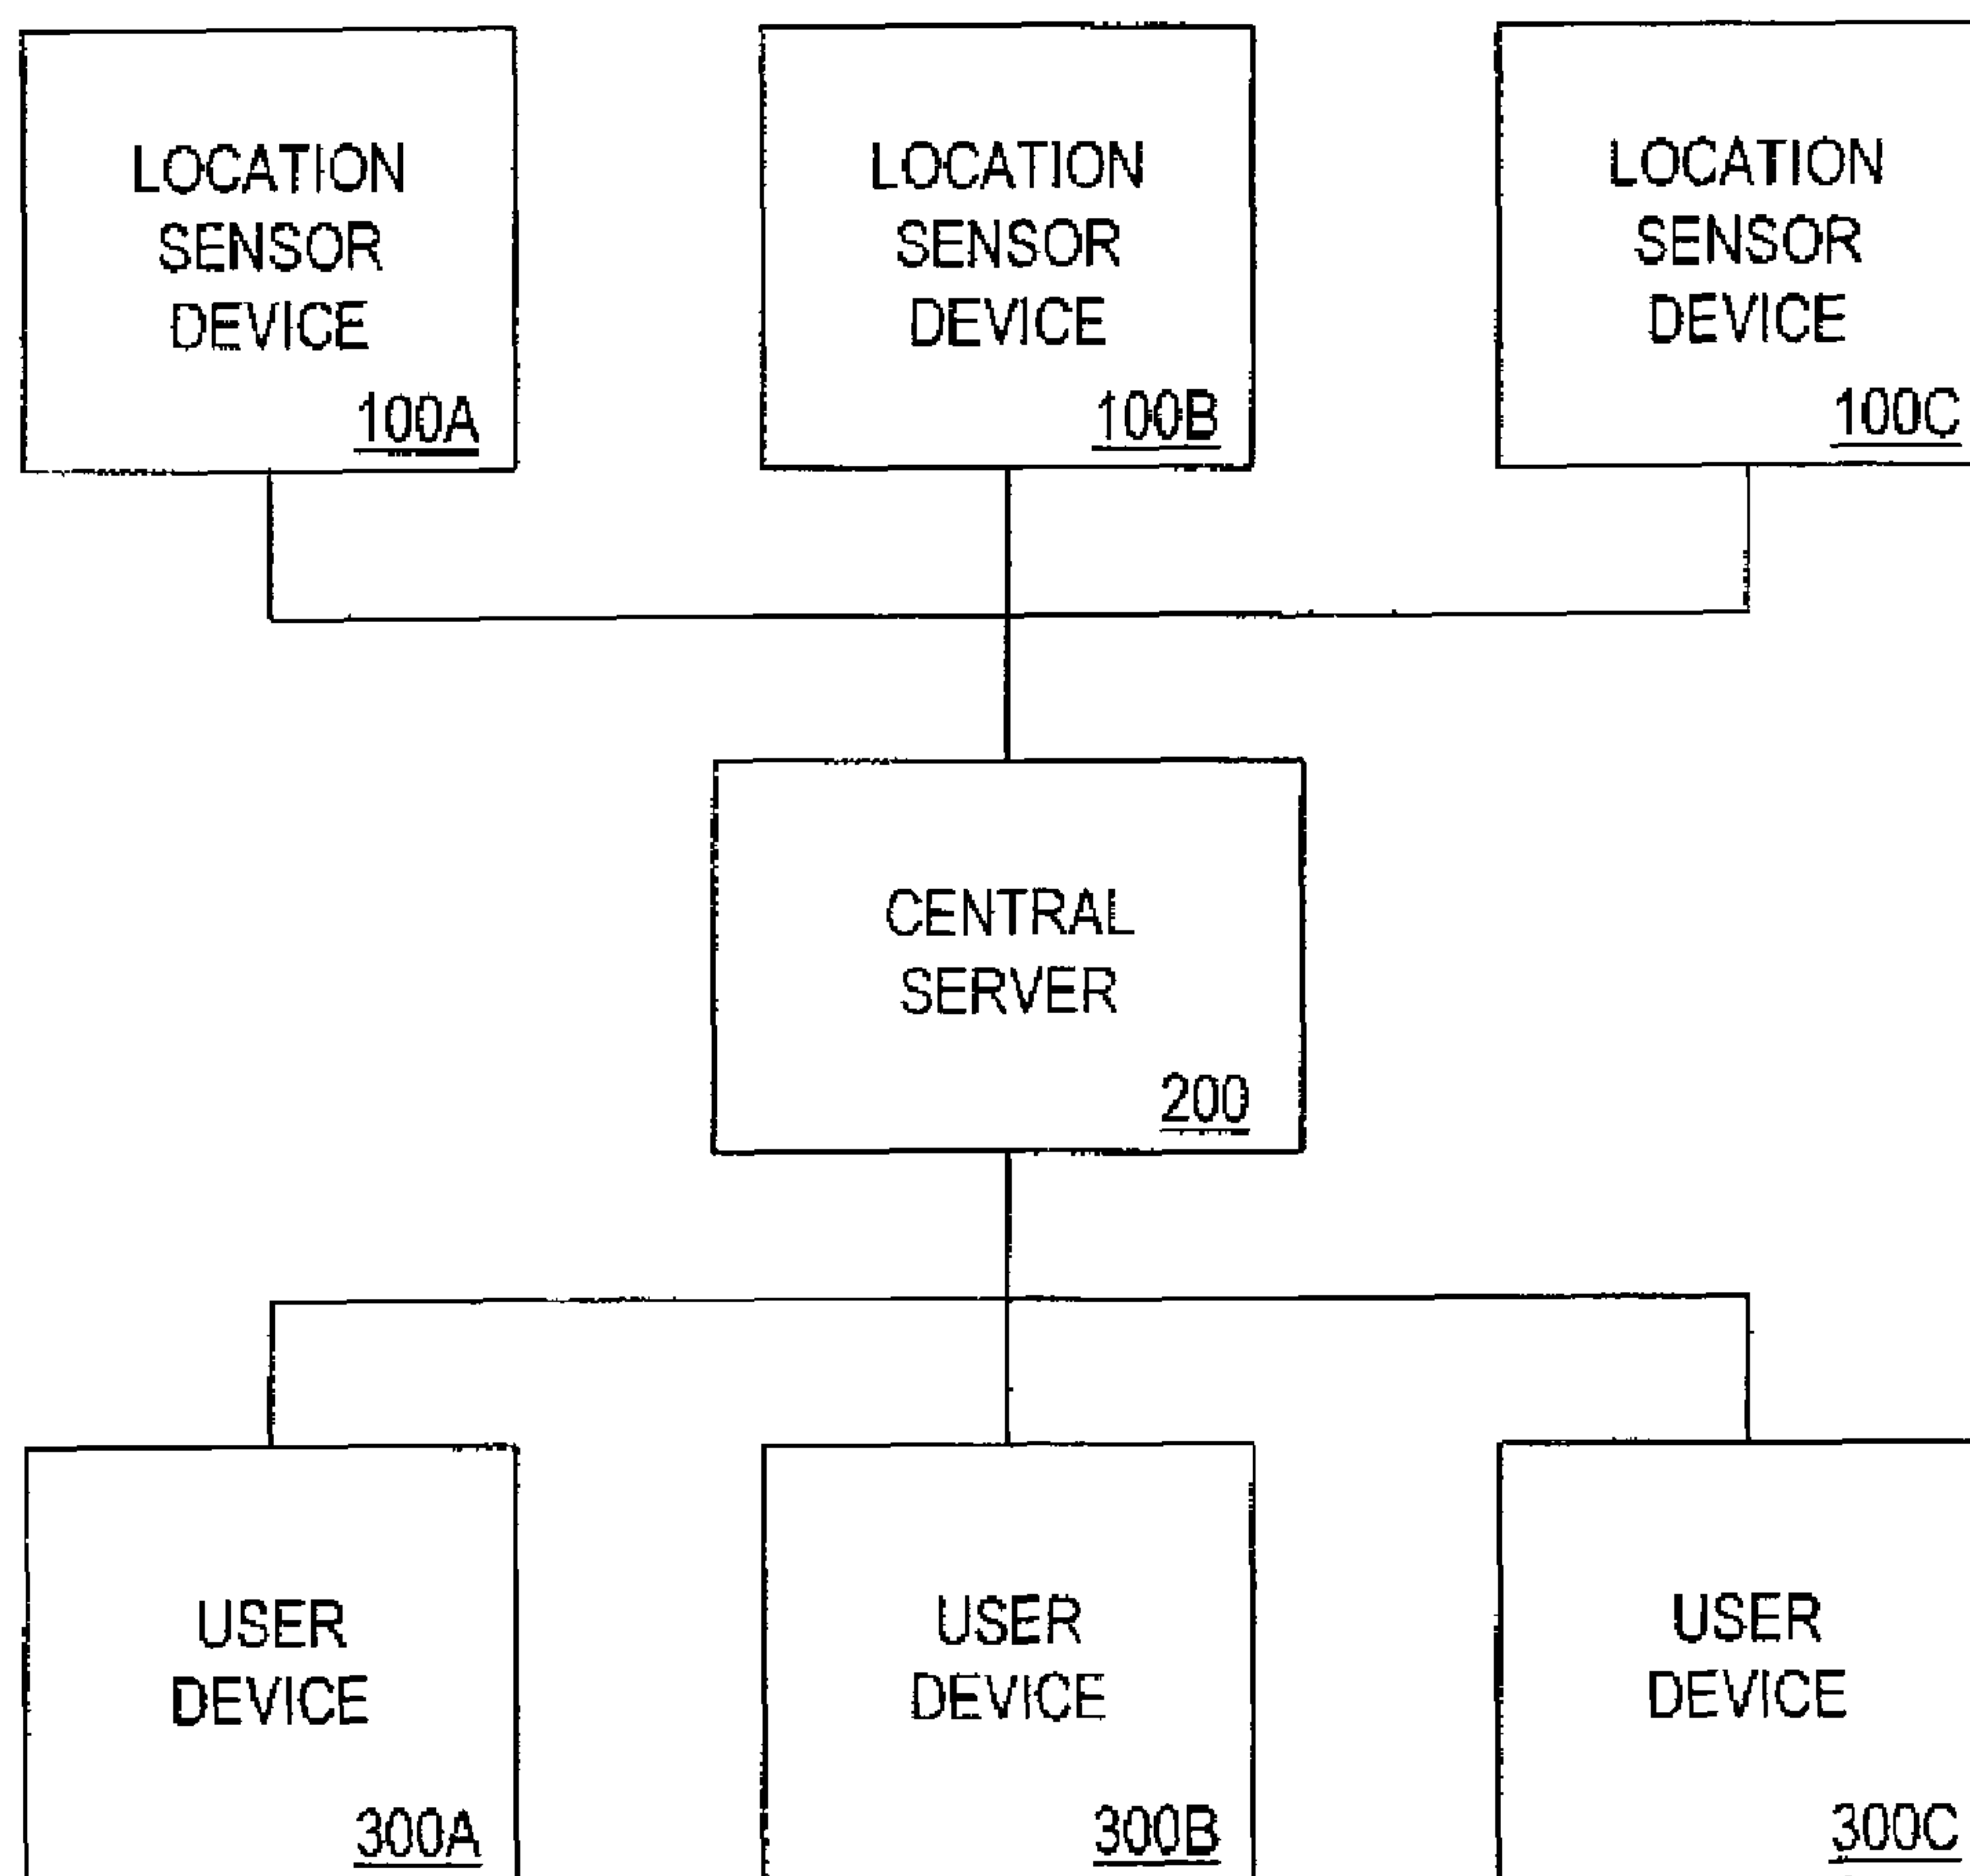 LOCATION
SENSOR
DEVICE
100A
LOCATION
SENSOR
DEVICE
100B
LOCATION
SENSOR
DEVICE
100C
CENTRAL
SERVER
200
USER
DEVICE
300A
USER
DEVICE
300B
USER
DEVICE
300C